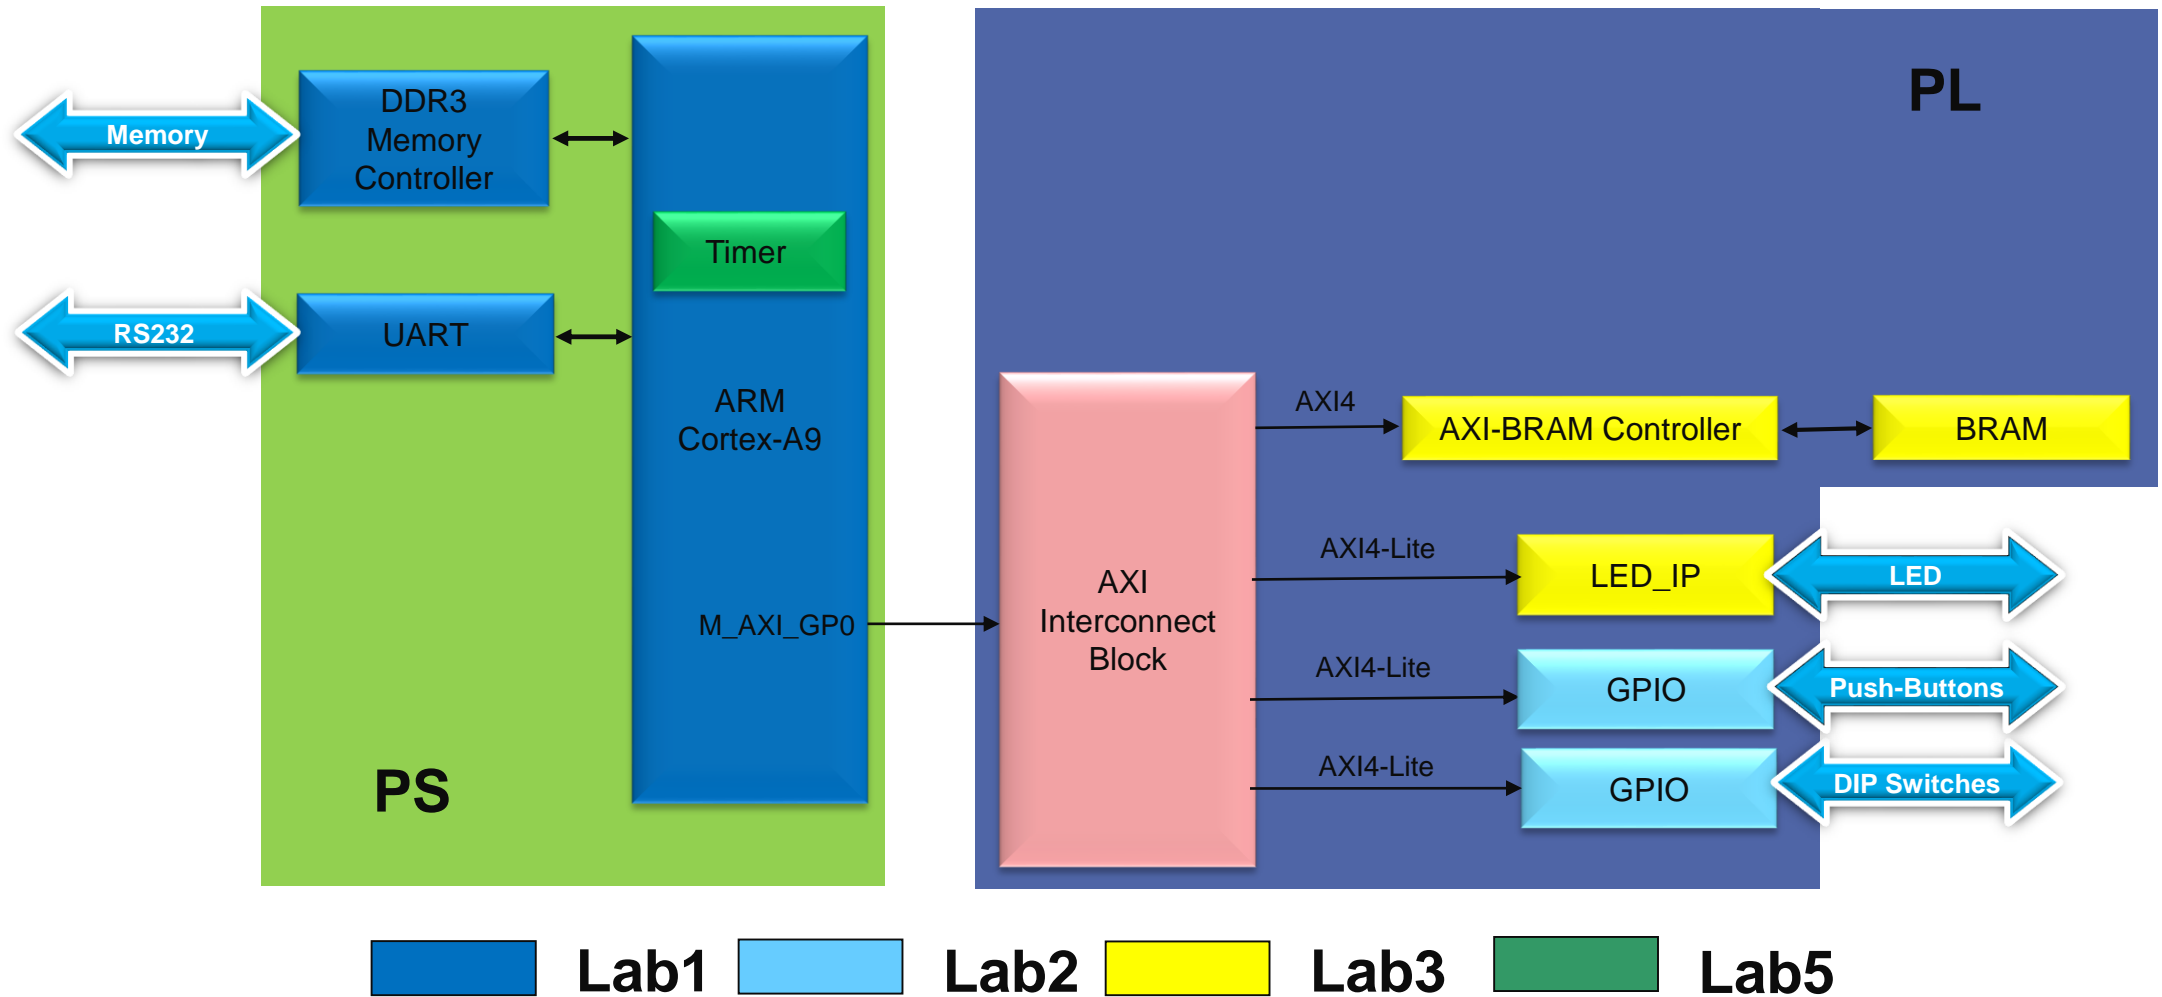 PL
DDR3
Memory
Controller
Memory
Timer
UART
RS232
ARM
Cortex-A9
M_AXI_GP0
PS
AXI
Interconnect
Block
AXI4
AXI-BRAM Controller
BRAM
AXI4-Lite
LED_IP
LED
AXI4-Lite
GPIO
Push-Buttons
AXI4-Lite
GPIO
DIP Switches
Lab1
Lab2
Lab3
Lab5